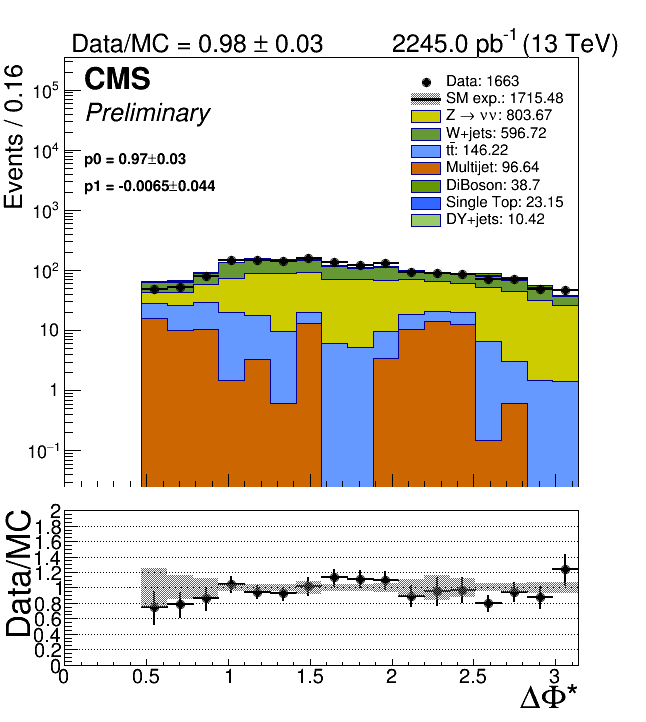 Data/MC = 0.98 ± 0.03
2245.0 pb⁻¹ (13 TeV)
CMS
Preliminary
p0 = 0.97±0.03
p1 = -0.0065±0.044
Data: 1663
SM exp.: 1715.48
Z → νν: 803.67
W+jets: 596.72
tt̄: 146.22
Multijet: 96.64
DiBoson: 38.7
Single Top: 23.15
DY+jets: 10.42
Events / 0.16
10⁵
10⁴
10³
10²
10
1
10⁻¹
Data/MC
2
1.8
1.6
1.4
1.2
1
0.8
0.6
0.4
0.2
0
0 0.5 1 1.5 2 2.5 3
ΔΦ*